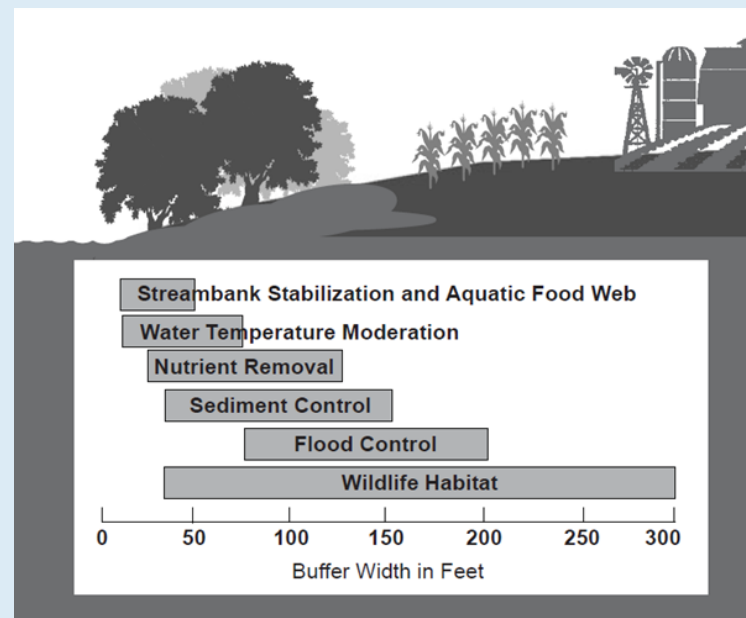 Streambank Stabilization and Aquatic Food Web
Water Temperature Moderation
Nutrient Removal
Sediment Control
Flood Control
Wildlife Habitat
0 50 100 150 200 250 300
Buffer Width in Feet